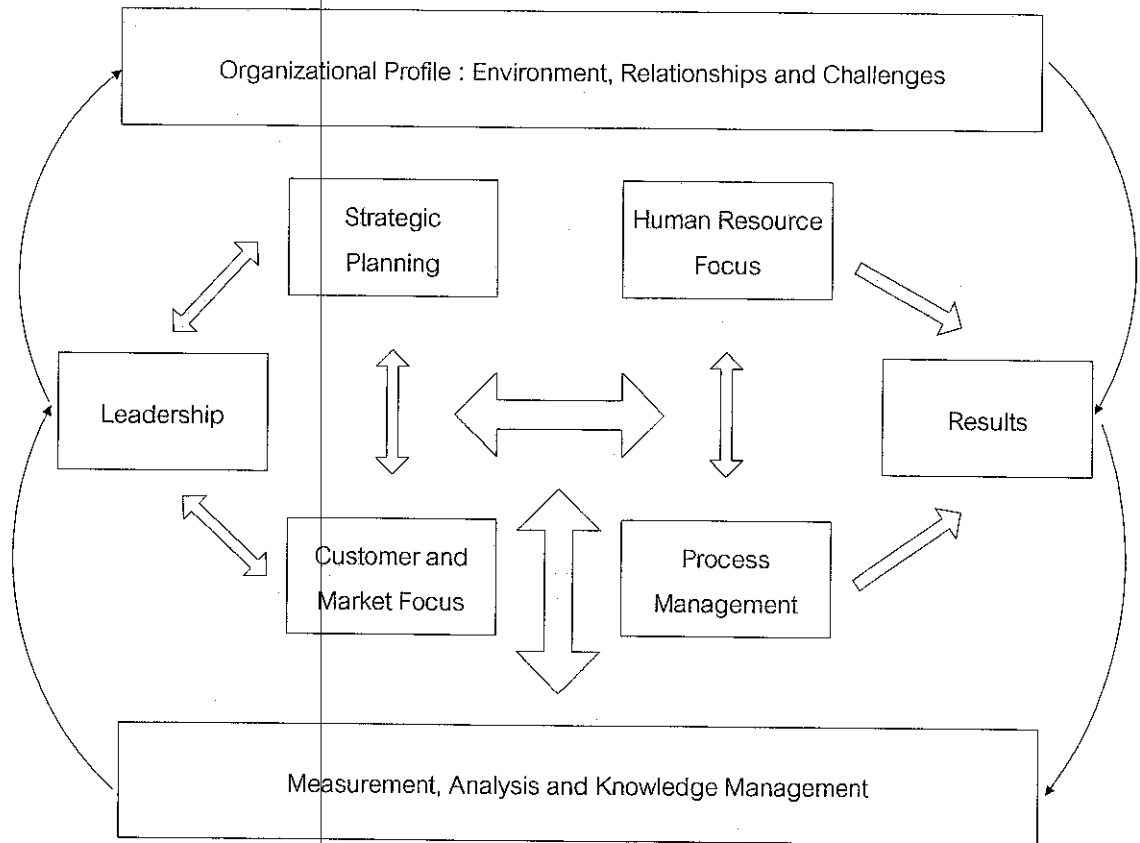 Organizational Profile : Environment, Relationships and Challenges
Strategic
Planning
Human Resource
Focus
Leadership
Results
Customer and
Market Focus
Process
Management
Measurement, Analysis and Knowledge Management